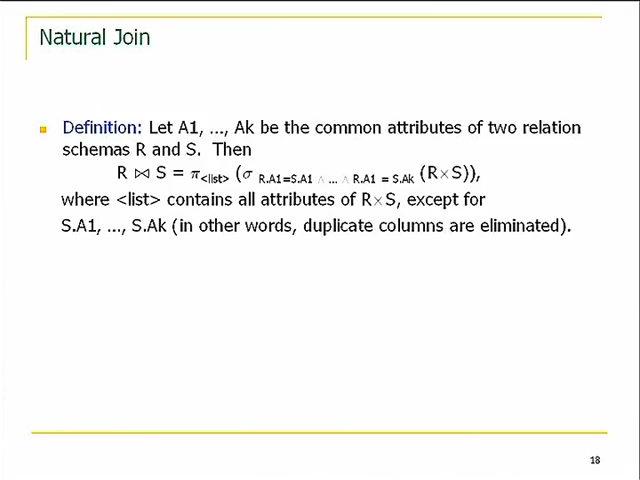 Natural Join
Definition: Let A1, ..., Ak be the common attributes of two relation
schemas R and S. Then
R ⋈ S = π<list> (σ R.A1=S.A1 ∧ ... ∧ R.A1 = S.Ak (R×S)),
where <list> contains all attributes of R×S, except for
S.A1, ..., S.Ak (in other words, duplicate columns are eliminated).
18